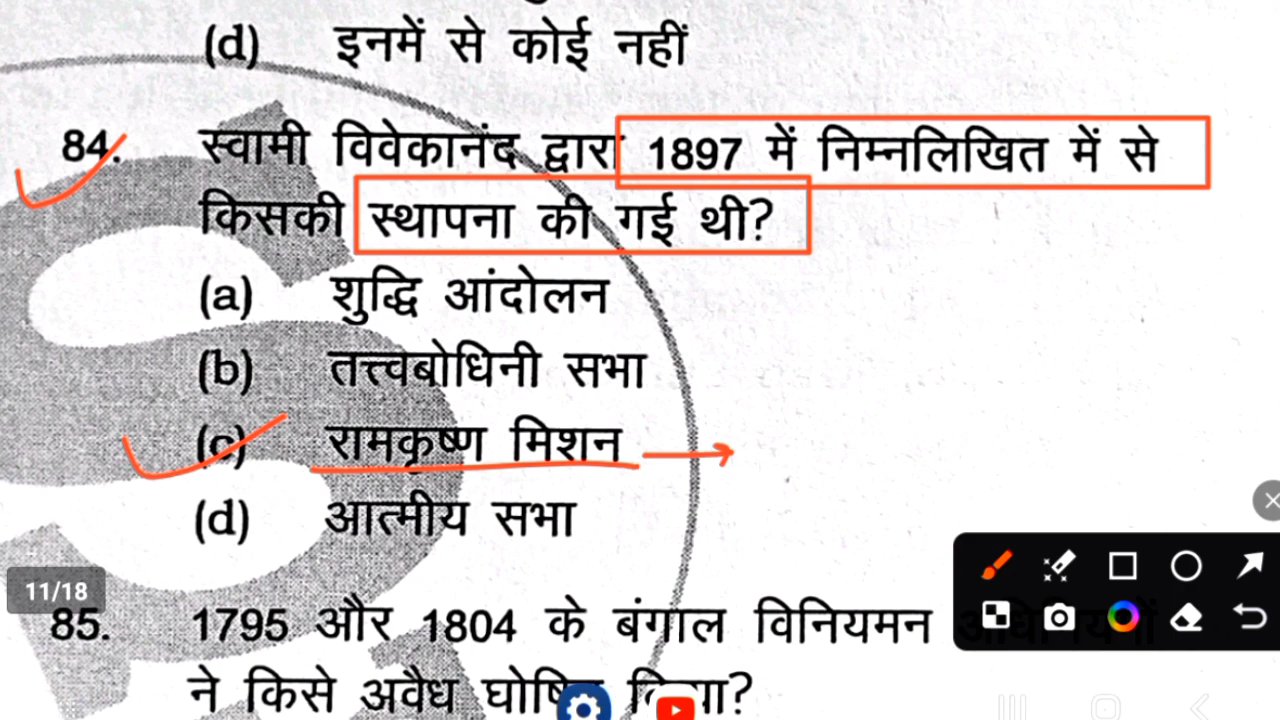 (d) इनमें से कोई नहीं
84. स्वामी विवेकानंद द्वारा 1897 में निम्नलिखित में से
किसकी स्थापना की गई थी?
(a) शुद्धि आंदोलन
(b) तत्त्वबोधिनी सभा
(c) रामकृष्ण मिशन
(d) आत्मीय सभा
11/18
85. 1795 और 1804 के बंगाल विनियमन
ने किसे अवैध घोषित